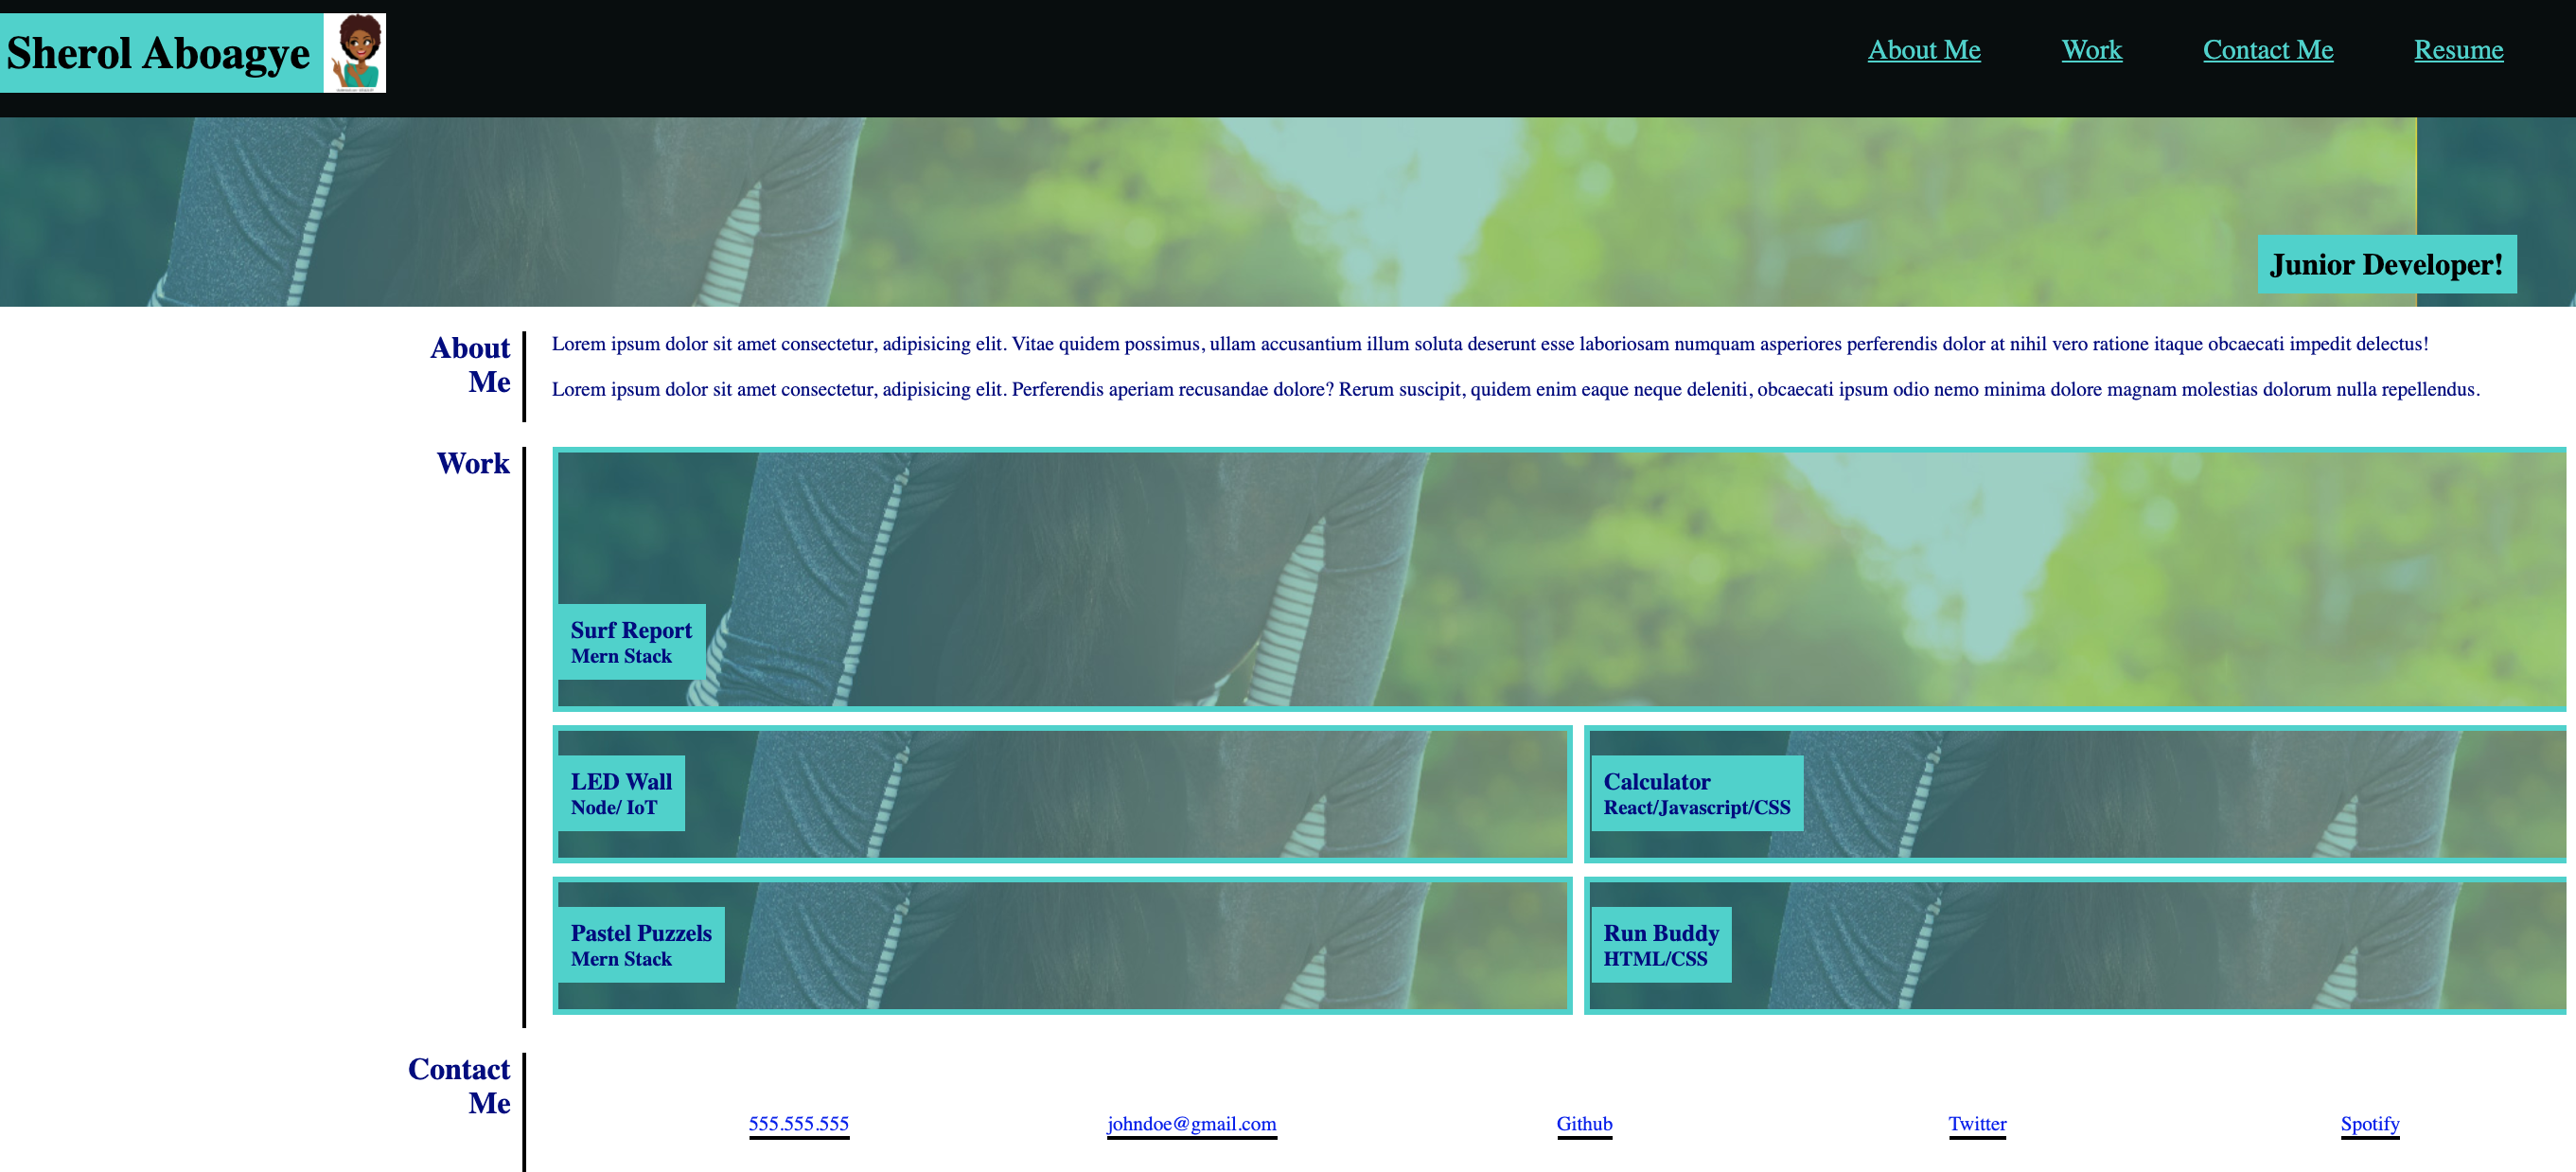 Sherol Aboagye
About Me Work Contact Me Resume
Junior Developer!
About
Me
Lorem ipsum dolor sit amet consectetur, adipisicing elit. Vitae quidem possimus, ullam accusantium illum soluta deserunt esse laboriosam numquam asperiores perferendis dolor at nihil vero ratione itaque obcaecati impedit delectus!
Lorem ipsum dolor sit amet consectetur, adipisicing elit. Perferendis aperiam recusandae dolore? Rerum suscipit, quidem enim eaque neque deleniti, obcaecati ipsum odio nemo minima dolore magnam molestias dolorum nulla repellendus.
Work
Surf Report
Mern Stack
LED Wall
Node/ IoT
Calculator
React/Javascript/CSS
Pastel Puzzels
Mern Stack
Run Buddy
HTML/CSS
Contact
Me
555.555.555 johndoe@gmail.com Github Twitter Spotify